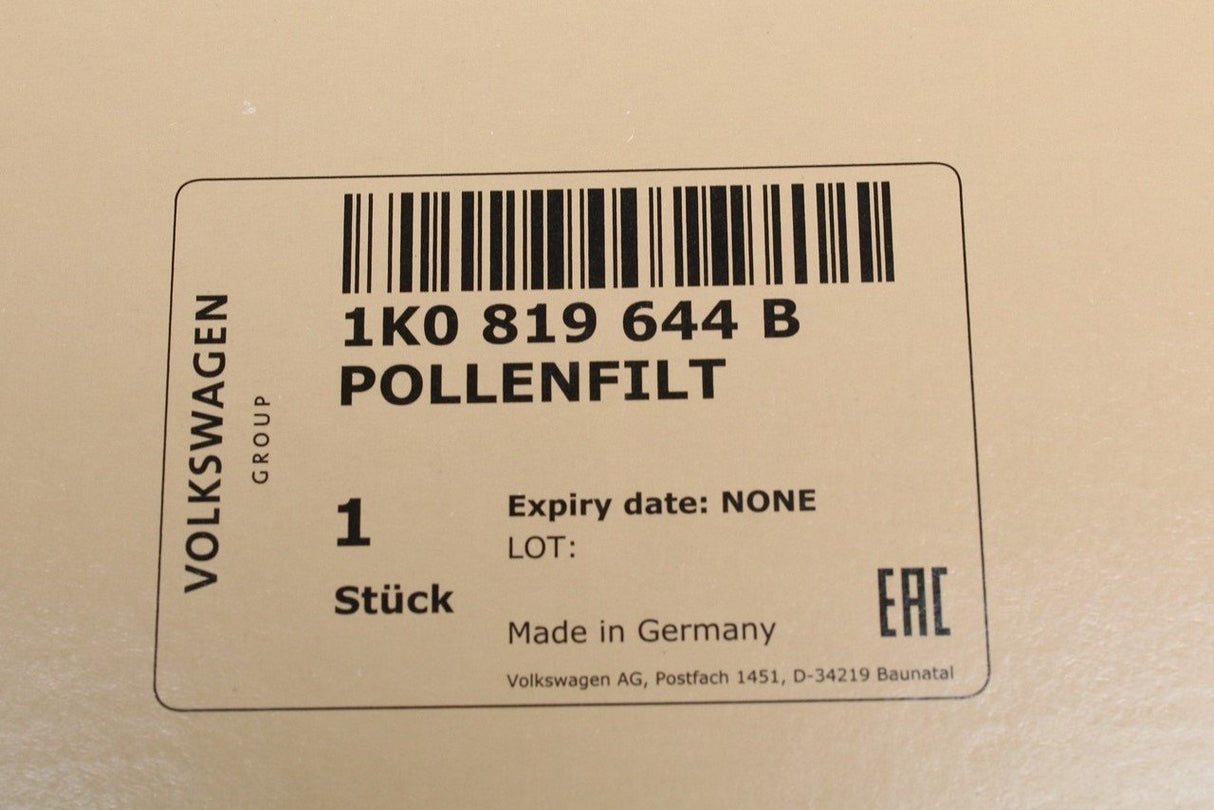 VOLKSWAGEN
GROUP
1K0 819 644 B
POLLENFILT
1
Stück
Expiry date: NONE
LOT:
Made in Germany
EAC
Volkswagen AG, Postfach 1451, D-34219 Baunatal